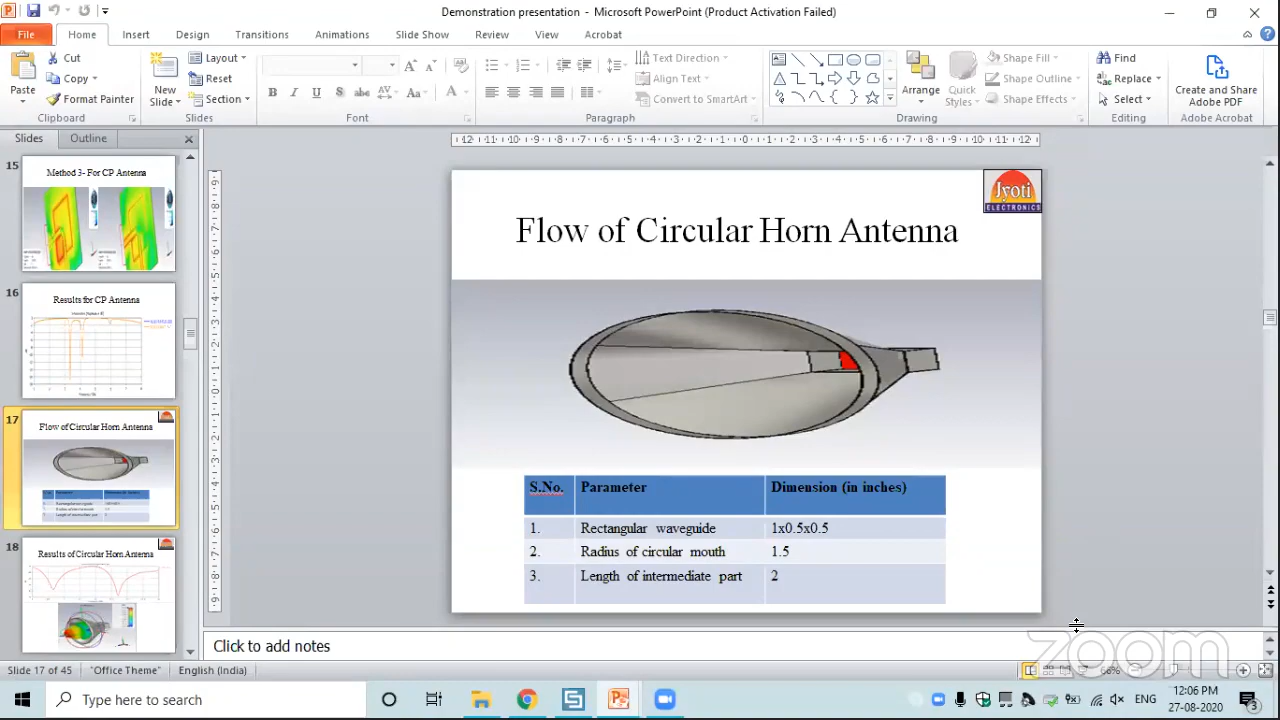 Demonstration presentation - Microsoft PowerPoint (Product Activation Failed)
File Home Insert Design Transitions Animations Slide Show Review View Acrobat
Paste
Cut
Copy
Format Painter
Clipboard
New Slide
Layout
Reset
Section
Slides
B I U S abc AV Aa A
Font
Text Direction
Align Text
Convert to SmartArt
Paragraph
Arrange
Quick Styles
Shape Fill
Shape Outline
Shape Effects
Drawing
Find
Replace
Select
Editing
Create and Share Adobe PDF
Adobe Acrobat
Slides Outline
15
Method 3- For CP Antenna
16
Results for CP Antenna
17
Flow of Circular Horn Antenna
18
Results of Circular Horn Antenna
Jyoti
ELECTRONICS
Flow of Circular Horn Antenna
S.No. Parameter Dimension (in inches)
1. Rectangular waveguide 1x0.5x0.5
2. Radius of circular mouth 1.5
3. Length of intermediate part 2
Click to add notes
zoom
Slide 17 of 45 "Office Theme" English (India) 66%
Type here to search
ENG
12:06 PM
27-08-2020
3